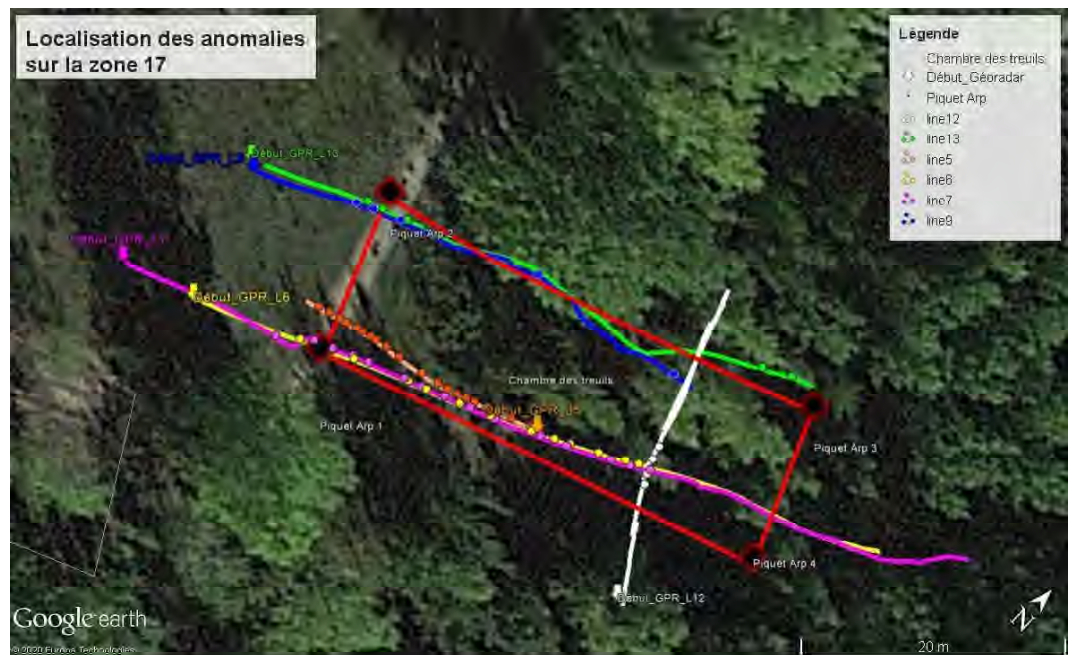 Localisation des anomalies
sur la zone 17
Légende
Chambre des treuils
Début_Géoradar
Piquet Arp
line12
line13
line5
line6
line7
line9
Début_GPR_L13
Piquet Arp 2
Début_GPR_L6
Chambre des treuils
Piquet Arp 1
Piquet Arp 3
Piquet Arp 4
Début_GPR_L12
Google earth
N
20 m